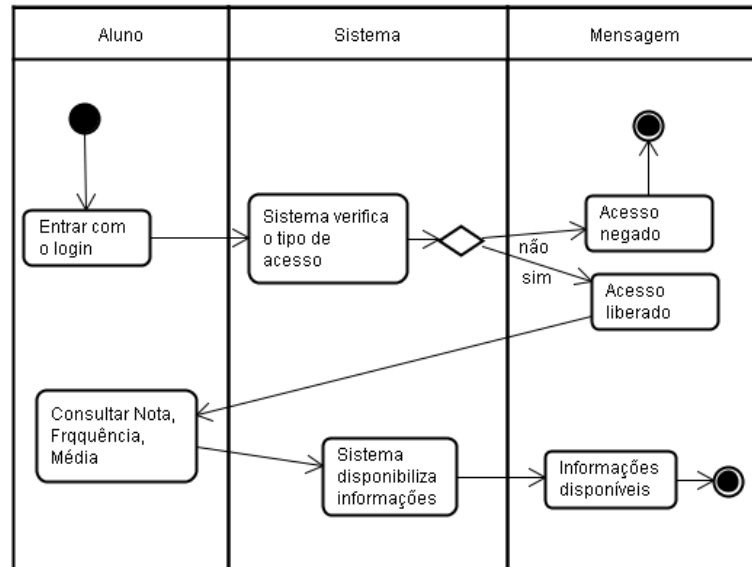 Aluno
Sistema
Mensagem
Entrar com
o login
Sistema verifica
o tipo de
acesso
não
sim
Acesso
negado
Acesso
liberado
Consultar Nota,
Frqquência,
Média
Sistema
disponibiliza
informações
Informações
disponíveis